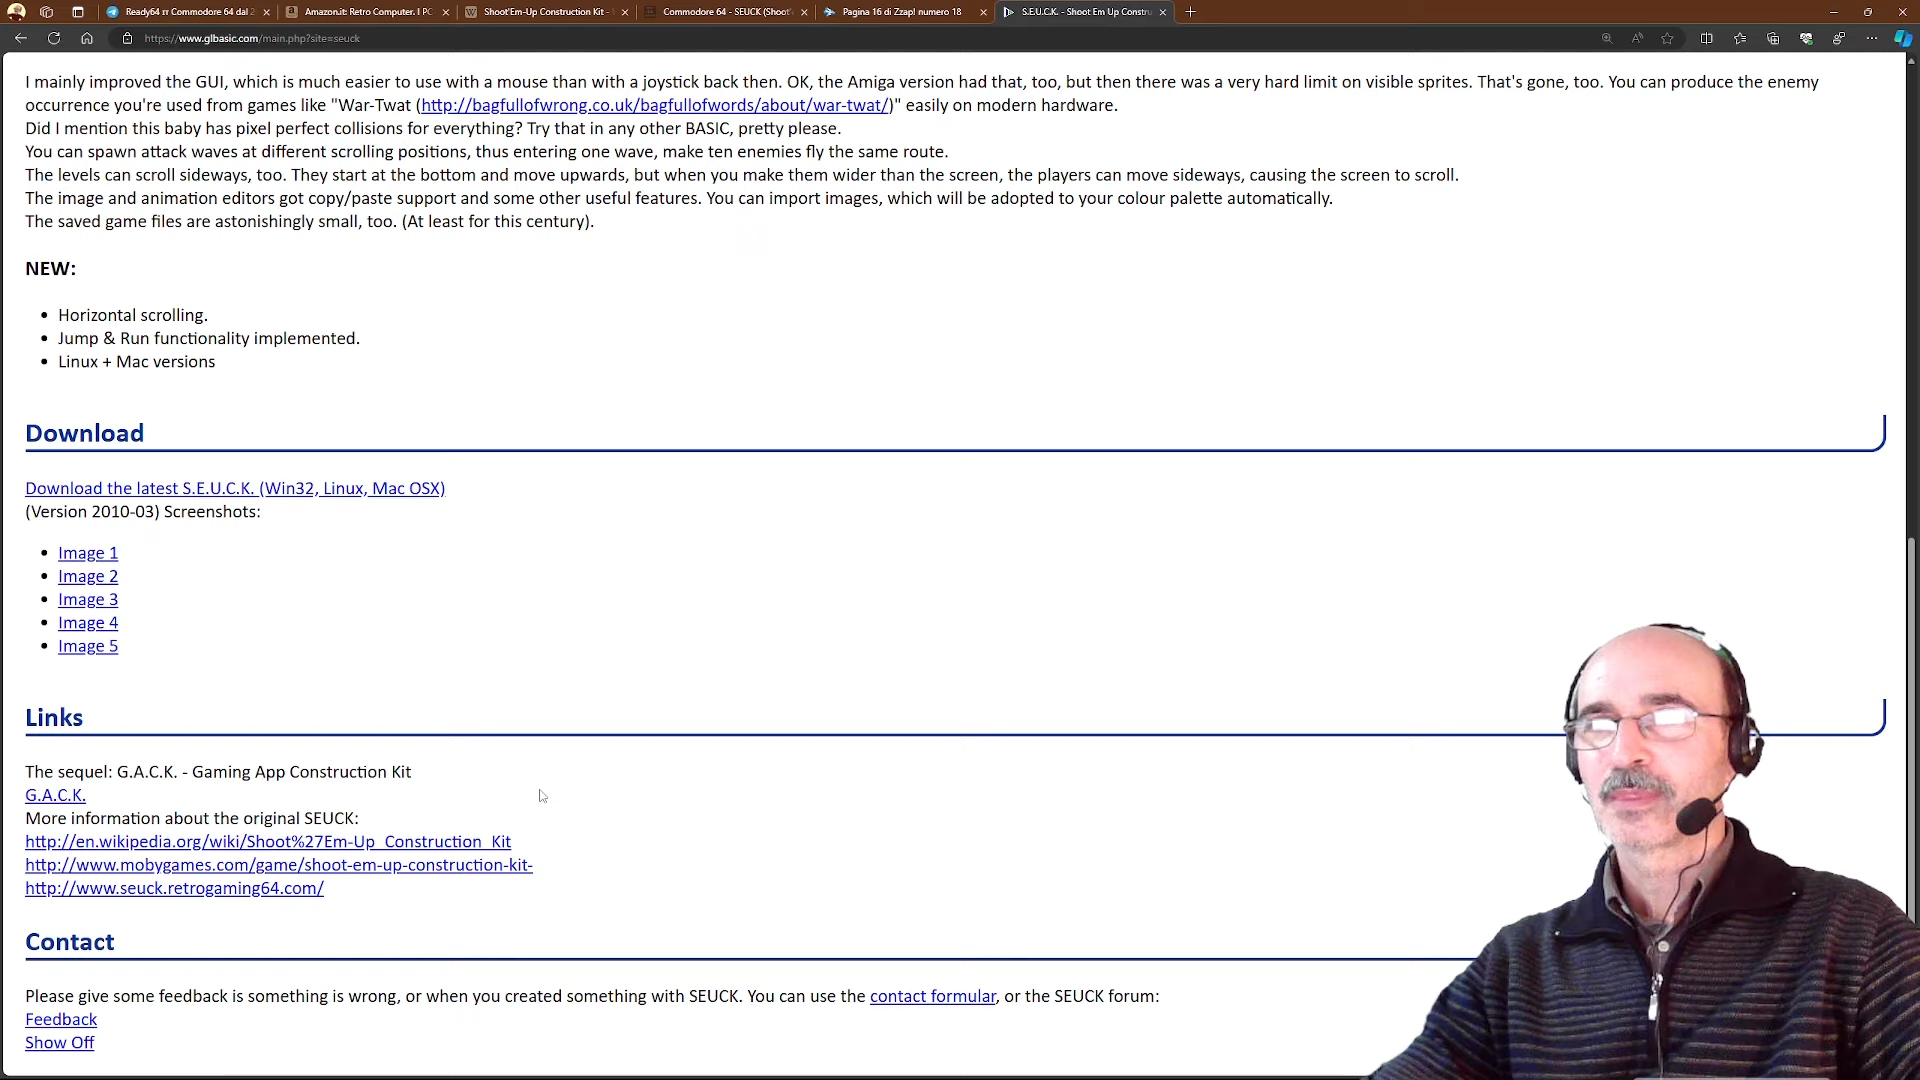 Ready64 π Commodore 64 dal 2
Amazon.it: Retro Computer. I PC
Shoot'Em-Up Construction Kit -
Commodore 64 - SEUCK (Shoot'
Pagina 16 di Zzap! numero 18
S.E.U.C.K. - Shoot Em Up Constru
https://www.glbasic.com/main.php?site=seuck
I mainly improved the GUI, which is much easier to use with a mouse than with a joystick back then. OK, the Amiga version had that, too, but then there was a very hard limit on visible sprites. That's gone, too. You can produce the enemy
occurrence you're used from games like "War-Twat (http://bagfullofwrong.co.uk/bagfullofwords/about/war-twat/)" easily on modern hardware.
Did I mention this baby has pixel perfect collisions for everything? Try that in any other BASIC, pretty please.
You can spawn attack waves at different scrolling positions, thus entering one wave, make ten enemies fly the same route.
The levels can scroll sideways, too. They start at the bottom and move upwards, but when you make them wider than the screen, the players can move sideways, causing the screen to scroll.
The image and animation editors got copy/paste support and some other useful features. You can import images, which will be adopted to your colour palette automatically.
The saved game files are astonishingly small, too. (At least for this century).
NEW:
Horizontal scrolling.
Jump & Run functionality implemented.
Linux + Mac versions
Download
Download the latest S.E.U.C.K. (Win32, Linux, Mac OSX)
(Version 2010-03) Screenshots:
Image 1
Image 2
Image 3
Image 4
Image 5
Links
The sequel: G.A.C.K. - Gaming App Construction Kit
G.A.C.K.
More information about the original SEUCK:
http://en.wikipedia.org/wiki/Shoot%27Em-Up_Construction_Kit
http://www.mobygames.com/game/shoot-em-up-construction-kit-
http://www.seuck.retrogaming64.com/
Contact
Please give some feedback is something is wrong, or when you created something with SEUCK. You can use the contact formular, or the SEUCK forum:
Feedback
Show Off